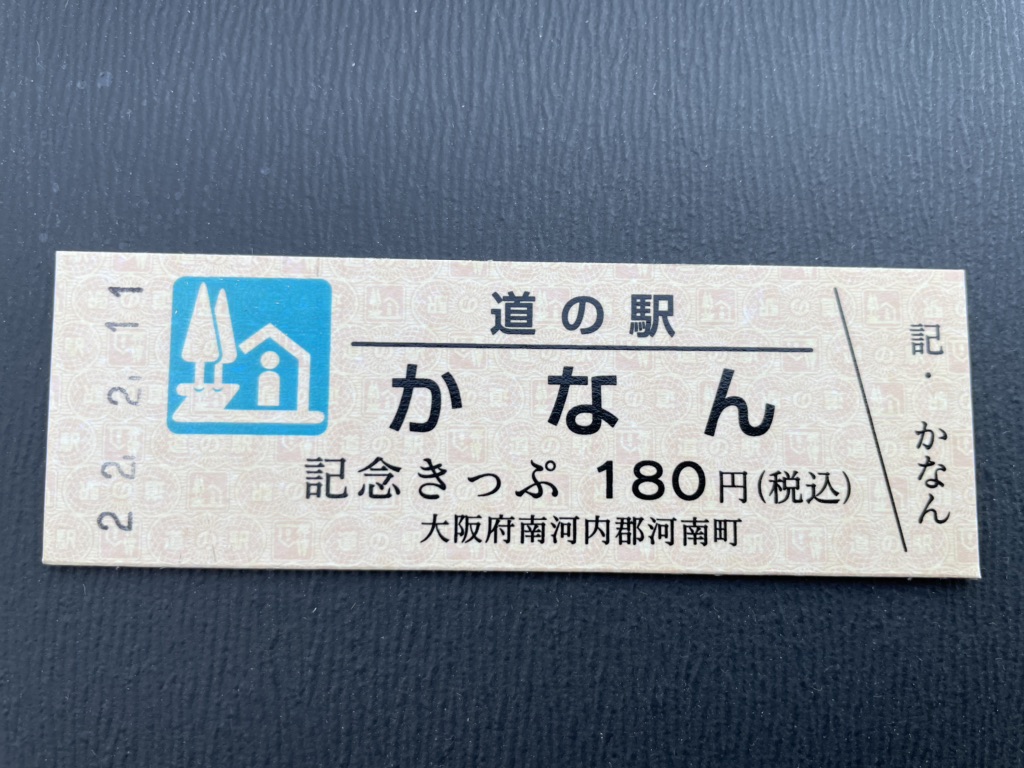 22.2.11
道の駅
かなん
記念きっぷ 180円(税込)
大阪府南河内郡河南町
記・かなん